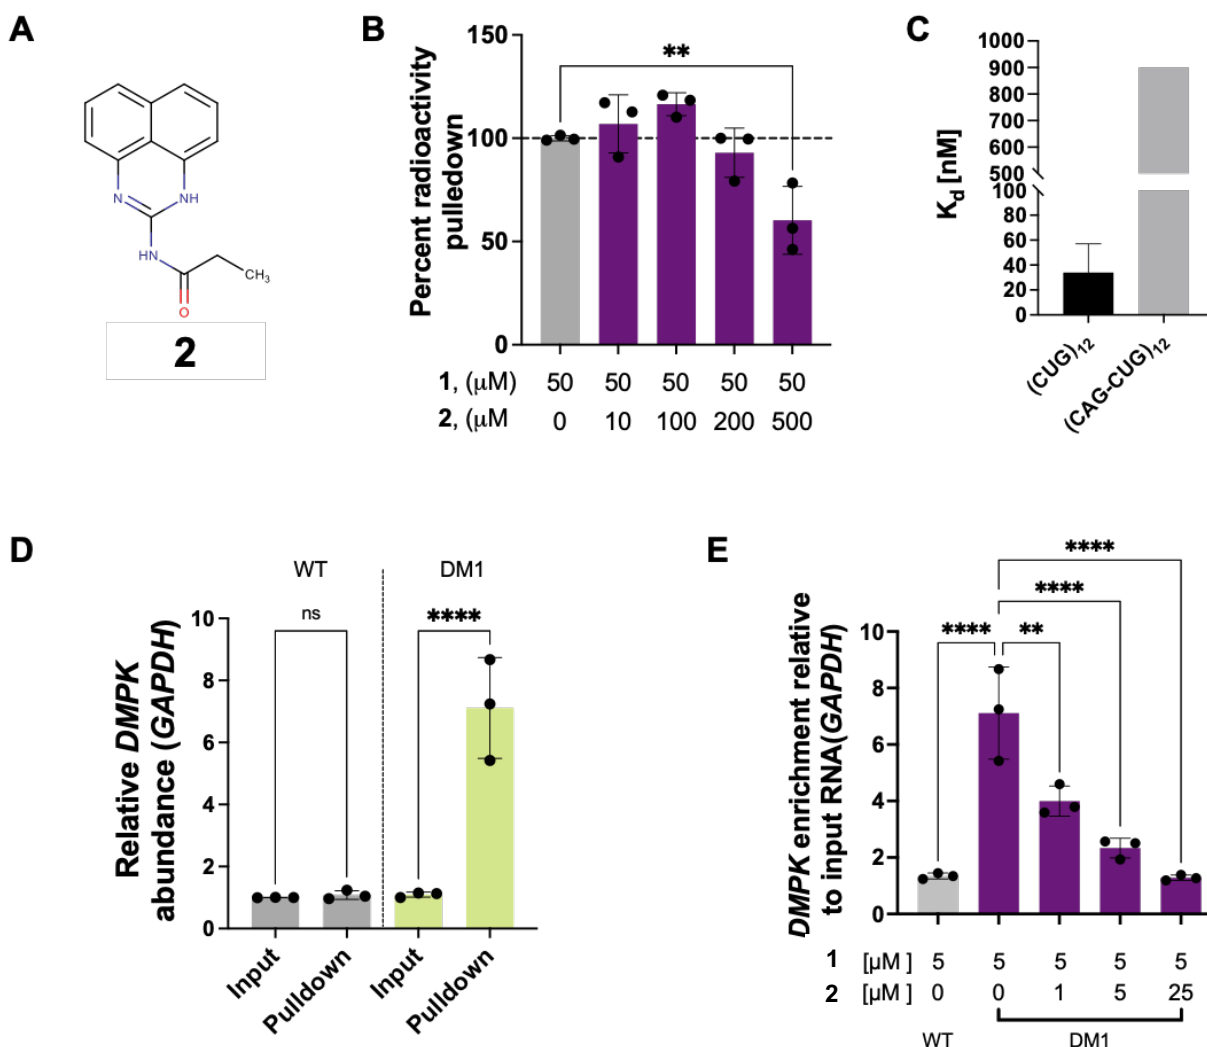 A
N
NH
HN
O
CH3
2
B
Percent radioactivity
pulledown
150
100
50
0
**
1, (μM)
50 50 50 50 50
2, (μM
0 10 100 200 500
C
Kd [nM]
1000
900
800
700
600
500
100
80
60
40
20
0
(CUG)12
(CAG-CUG)12
D
WT
DM1
ns
****
Relative DMPK
abundance (GAPDH)
10
8
6
4
2
0
Input
Pulldown
Input
Pulldown
E
****
****
**** **
DMPK enrichment relative
to input RNA(GAPDH)
10
8
6
4
2
0
1 [μM ] 5 5 5 5 5
2 [μM ] 0 0 1 5 25
WT DM1